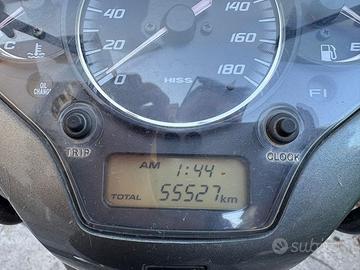 40 140
20 160
0 HISS 180
C E
OIL
CHANGE FI
TRIP CLOCK
AM 1:44
TOTAL 55527 km
subito